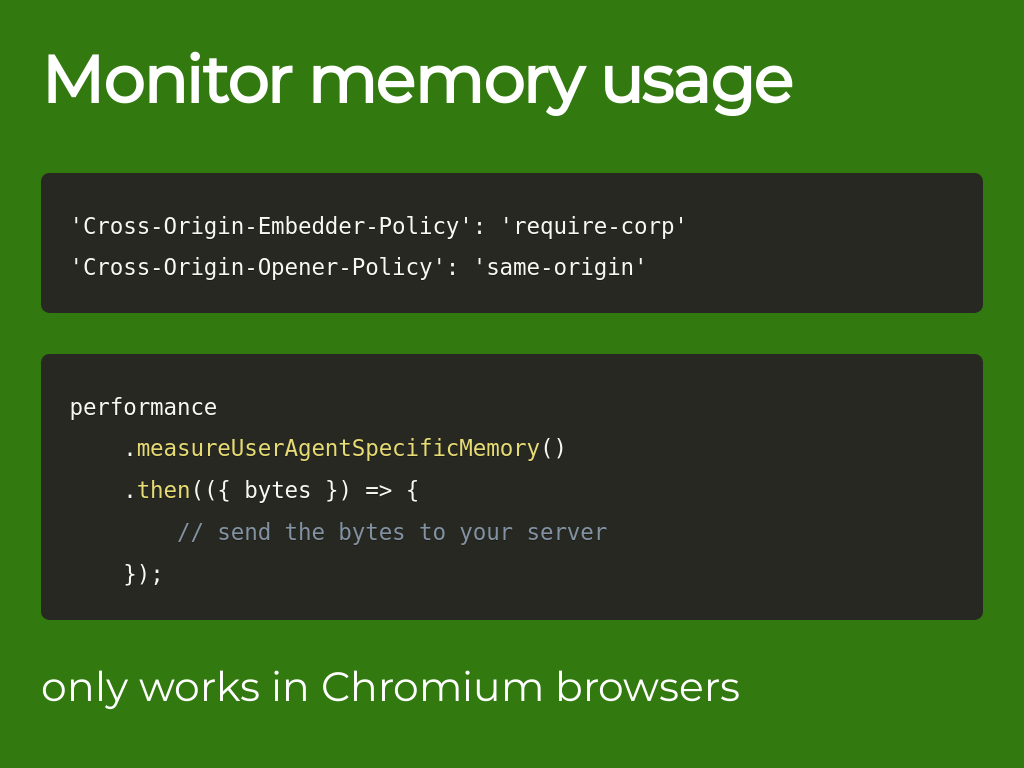 Monitor memory usage
'Cross-Origin-Embedder-Policy': 'require-corp'
'Cross-Origin-Opener-Policy': 'same-origin'
performance
    .measureUserAgentSpecificMemory()
    .then(({ bytes }) => {
        // send the bytes to your server
    });
only works in Chromium browsers